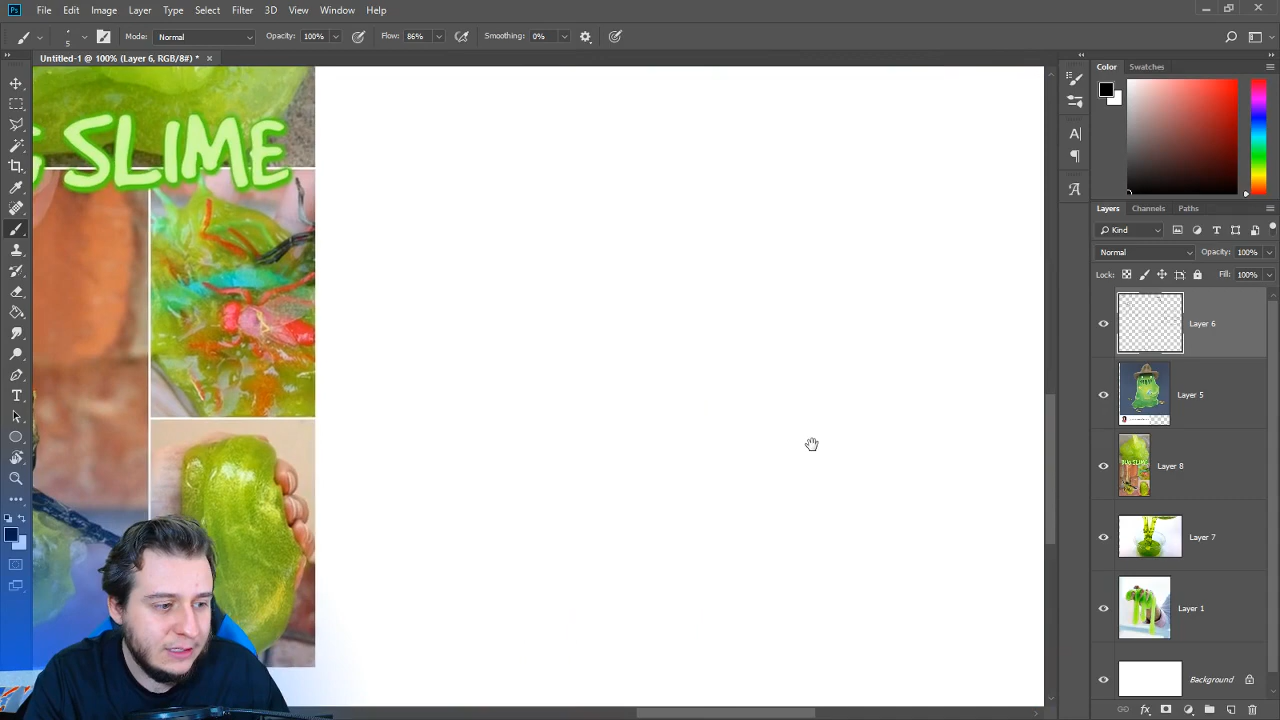 Ps File Edit Image Layer Type Select Filter 3D View Window Help
5 Mode: Normal Opacity: 100% Flow: 86% Smoothing: 0%
Untitled-1 @ 100% (Layer 6, RGB/8#) * ×
Color Swatches
SLIME
Layers Channels Paths
Kind
Normal Opacity: 100%
Lock: Fill: 100%
Layer 6
Layer 5
Layer 8
Layer 7
Layer 1
Background